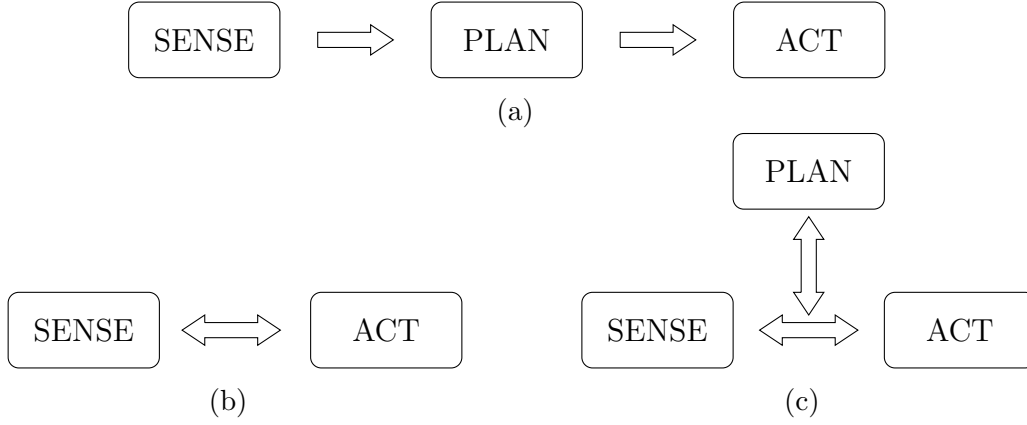 SENSE PLAN ACT
(a)
PLAN
SENSE ACT SENSE ACT
(b) (c)